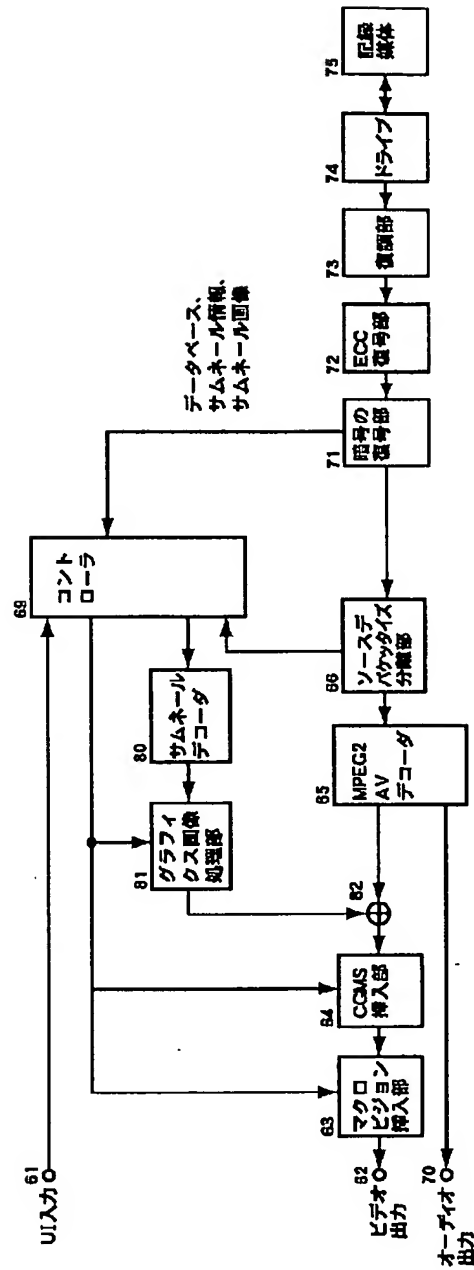 UI入力
61
ビデオ
出力
62
オーディオ
出力
70
マクロ
ビジョン
挿入部
63
CGMS
挿入部
64
82
グラフィ
クス画像
処理部
81
サムネール
デコーダ
80
コント
ローラ
69
MPEG2
AV
デコーダ
65
ソースデ
パケッタイズ
分離部
66
データベース、
サムネール情報、
サムネール画像
暗号の
復号部
71
ECC
復号部
72
復調部
73
ドライブ
74
記録
媒体
75